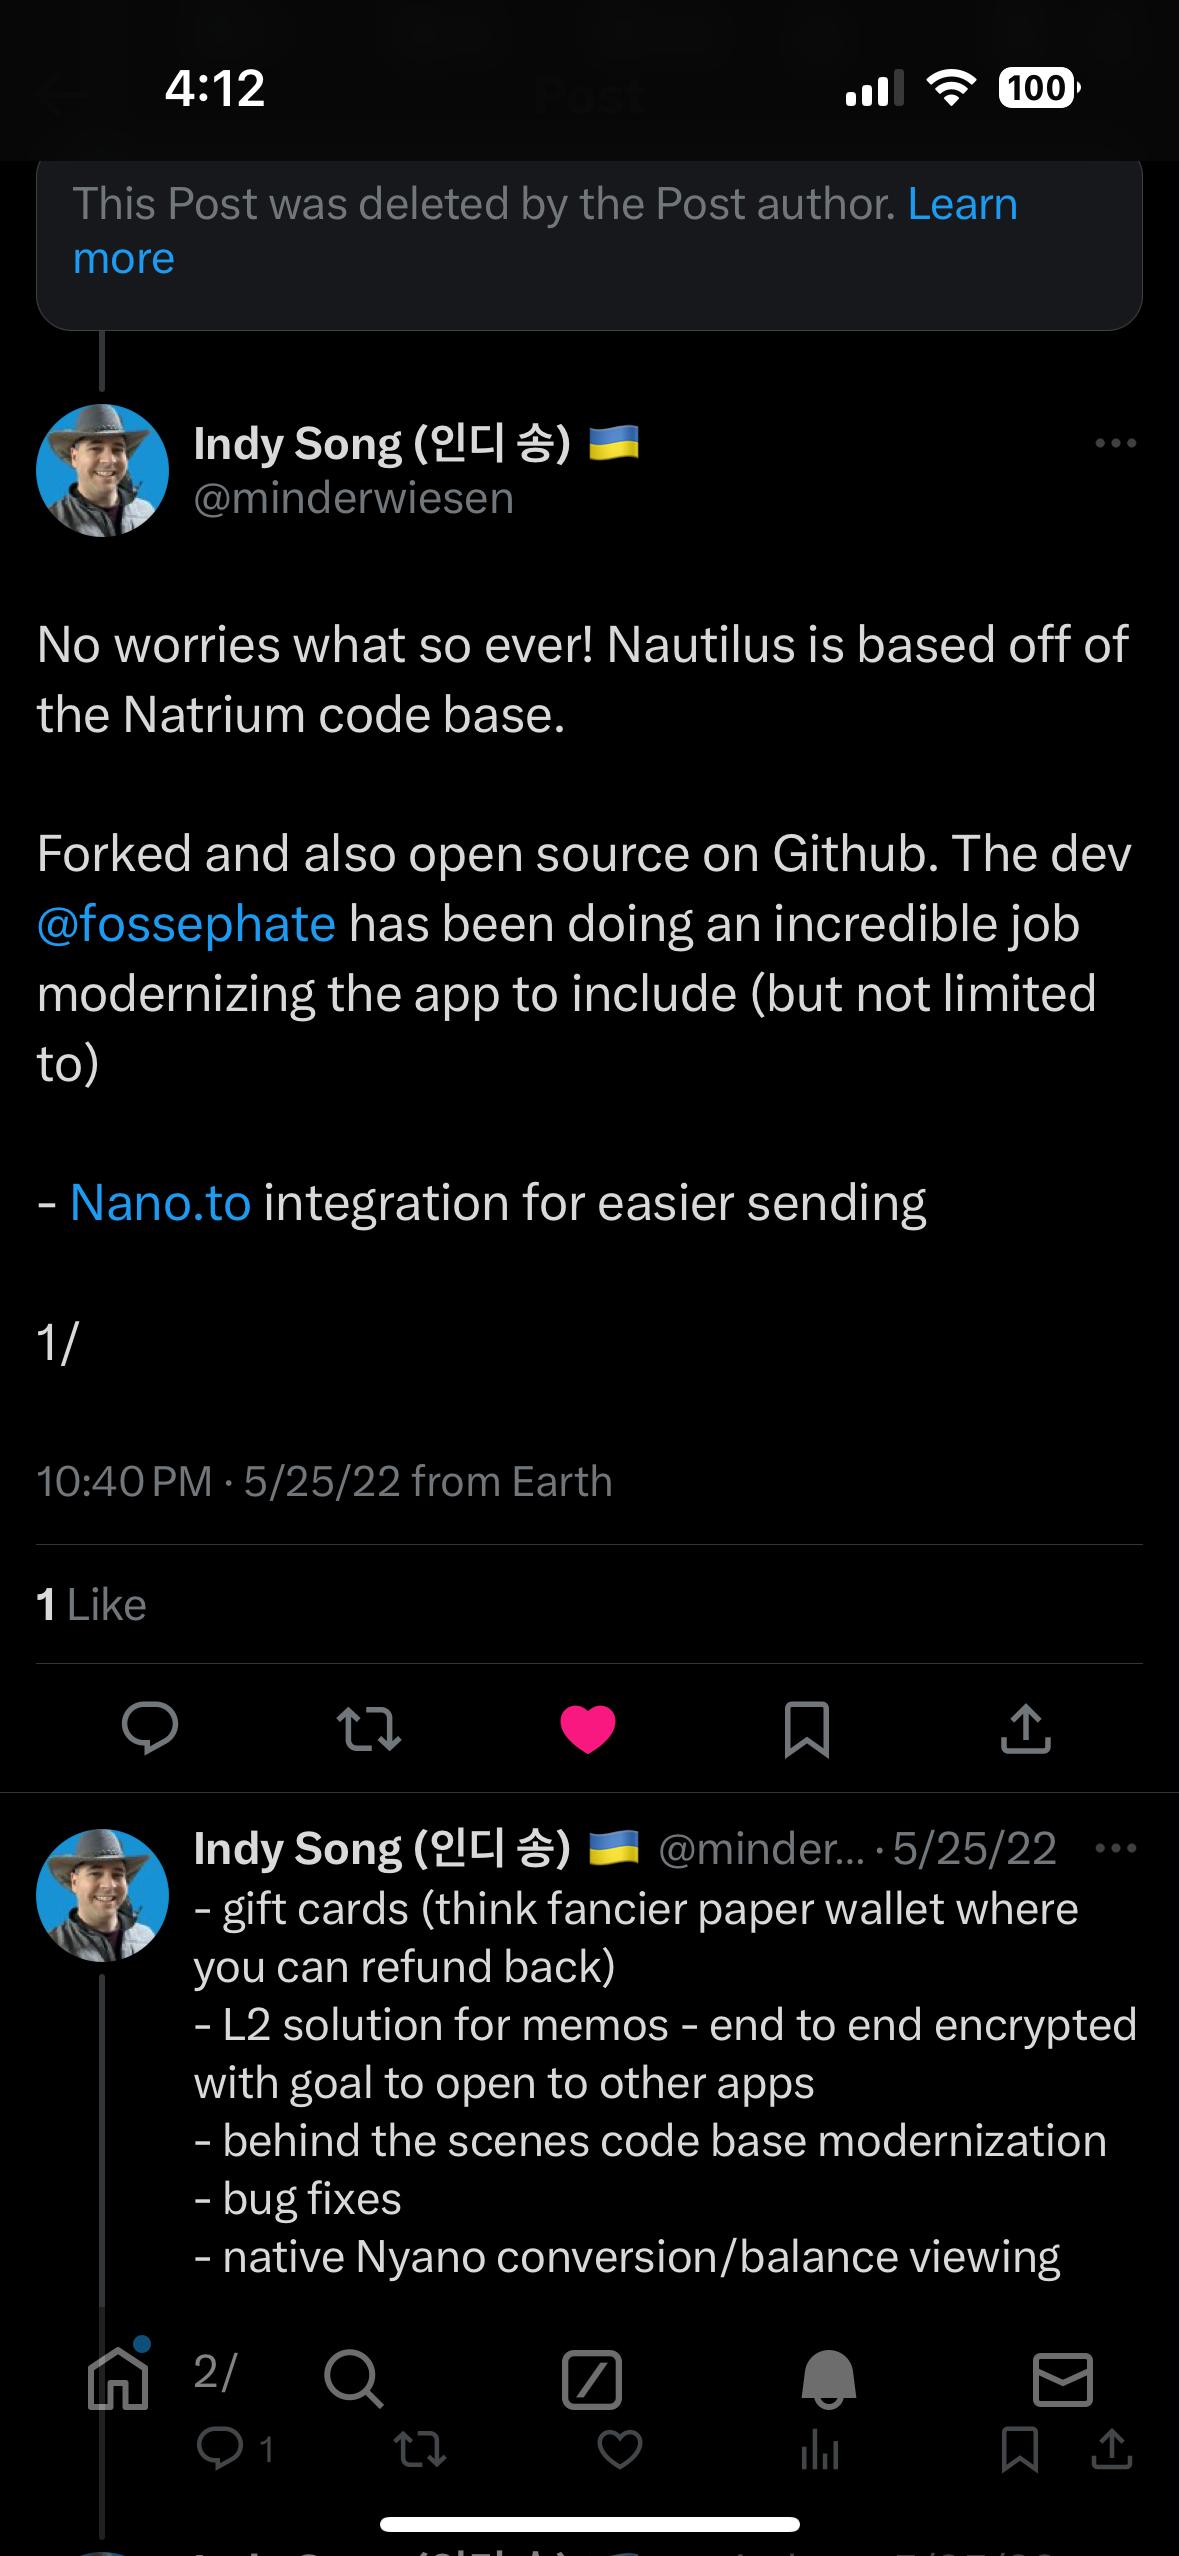 4:12
100
Post
This Post was deleted by the Post author. Learn
more
Indy Song (인디 송) 🇺🇦
@minderwiesen
No worries what so ever! Nautilus is based off of
the Natrium code base.
Forked and also open source on Github. The dev
@fossephate has been doing an incredible job
modernizing the app to include (but not limited
to)
- Nano.to integration for easier sending
1/
10:40 PM · 5/25/22 from Earth
1 Like
Indy Song (인디 송) 🇺🇦 @minder... · 5/25/22
- gift cards (think fancier paper wallet where
you can refund back)
- L2 solution for memos - end to end encrypted
with goal to open to other apps
- behind the scenes code base modernization
- bug fixes
- native Nyano conversion/balance viewing
2/
1